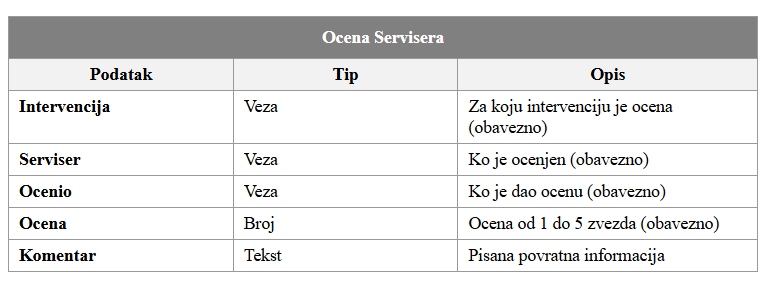 Ocena Servisera
Podatak Tip Opis
Intervencija Veza Za koju intervenciju je ocena
(obavezno)
Serviser Veza Ko je ocenjen (obavezno)
Ocenio Veza Ko je dao ocenu (obavezno)
Ocena Broj Ocena od 1 do 5 zvezda (obavezno)
Komentar Tekst Pisana povratna informacija